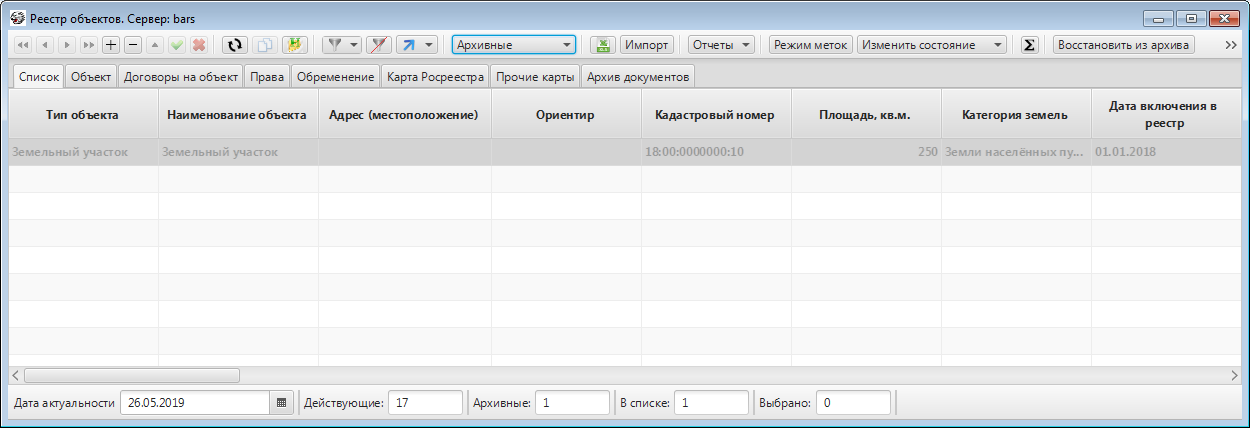 Реестр объектов. Сервер: bars
Архивные Импорт Отчеты Режим меток Изменить состояние Σ Восстановить из архива
Список Объект Договоры на объект Права Обременение Карта Росреестра Прочие карты Архив документов
Тип объекта Наименование объекта Адрес (местоположение) Ориентир Кадастровый номер Площадь, кв.м. Категория земель Дата включения в
реестр
Земельный участок Земельный участок 18:00:0000000:10 250 Земли населённых пу... 01.01.2018
Дата актуальности 26.05.2019 Действующие: 17 Архивные: 1 В списке: 1 Выбрано: 0